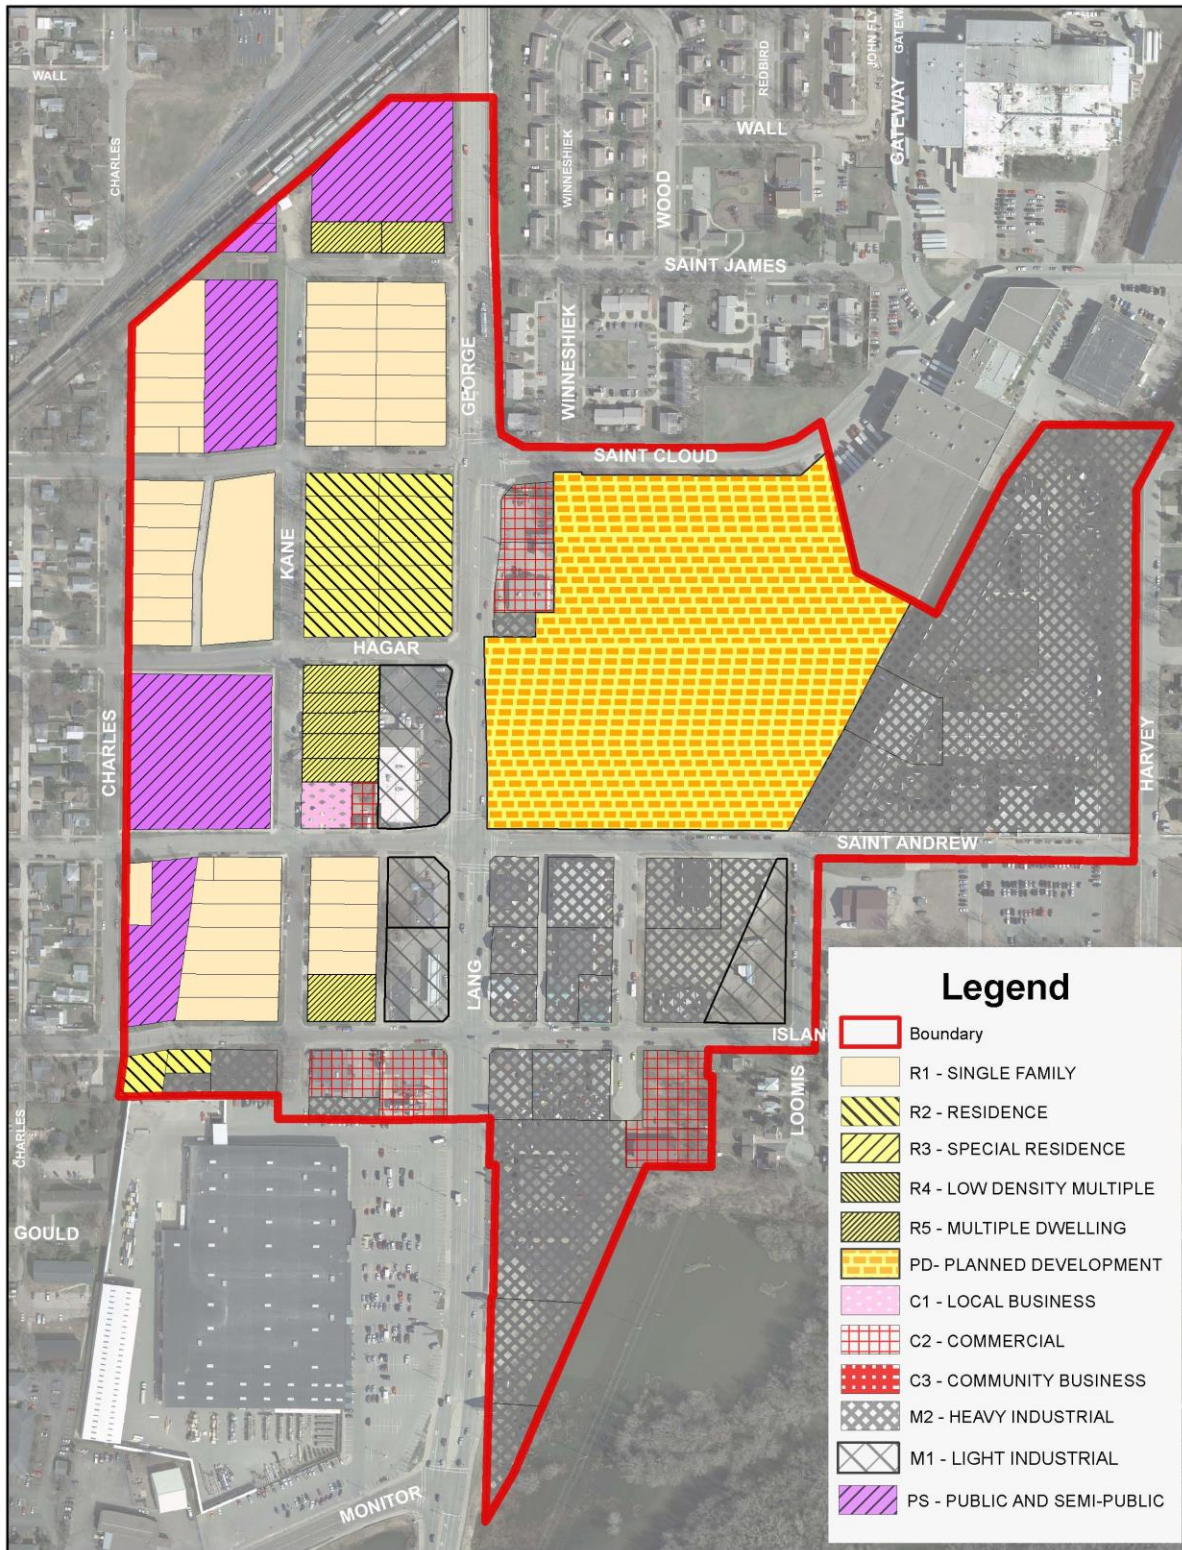 WALL
CHARLES
WINNESHIEK
WOOD
REDBIRD
JOHN FLY
GATEW
GATEWAY
WALL
SAINT JAMES
GEORGE
WINNESHIEK
SAINT CLOUD
KANE
HAGAR
CHARLES
HARVEY
SAINT ANDREW
LANG
ISLAN
LOOMIS
CHARLES
GOULD
MONITOR
Legend
Boundary
R1 - SINGLE FAMILY
R2 - RESIDENCE
R3 - SPECIAL RESIDENCE
R4 - LOW DENSITY MULTIPLE
R5 - MULTIPLE DWELLING
PD- PLANNED DEVELOPMENT
C1 - LOCAL BUSINESS
C2 - COMMERCIAL
C3 - COMMUNITY BUSINESS
M2 - HEAVY INDUSTRIAL
M1 - LIGHT INDUSTRIAL
PS - PUBLIC AND SEMI-PUBLIC